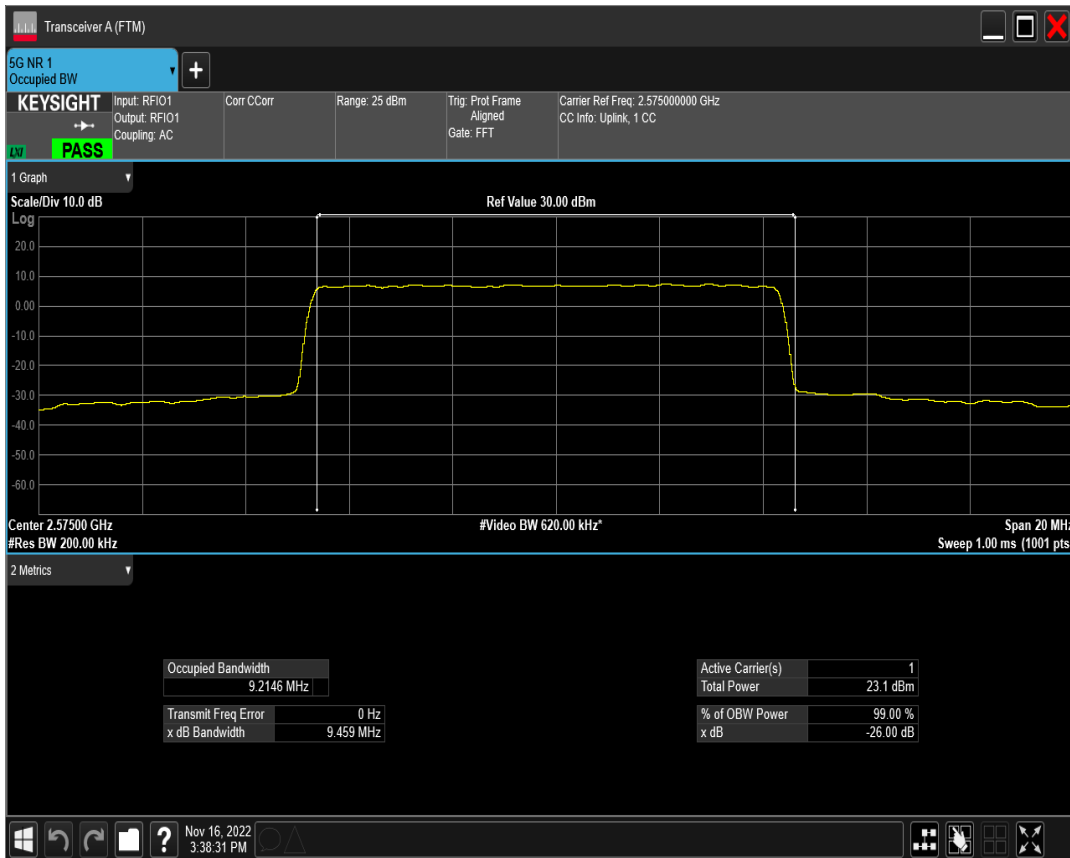 Transceiver A (FTM)
5G NR 1
Occupied BW
+
KEYSIGHT
LXI
PASS
Input: RFIO1
Output: RFIO1
Coupling: AC
Corr CCorr
Range: 25 dBm
Trig: Prot Frame
Aligned
Gate: FFT
Carrier Ref Freq: 2.575000000 GHz
CC Info: Uplink, 1 CC
1 Graph
Scale/Div 10.0 dB
Ref Value 30.00 dBm
Log
20.0
10.0
0.00
-10.0
-20.0
-30.0
-40.0
-50.0
-60.0
Center 2.57500 GHz
#Video BW 620.00 kHz*
Span 20 MHz
#Res BW 200.00 kHz
Sweep 1.00 ms (1001 pts
2 Metrics
Occupied Bandwidth
9.2146 MHz
Transmit Freq Error 0 Hz
x dB Bandwidth 9.459 MHz
Active Carrier(s) 1
Total Power 23.1 dBm
% of OBW Power 99.00 %
x dB -26.00 dB
?
Nov 16, 2022
3:38:31 PM